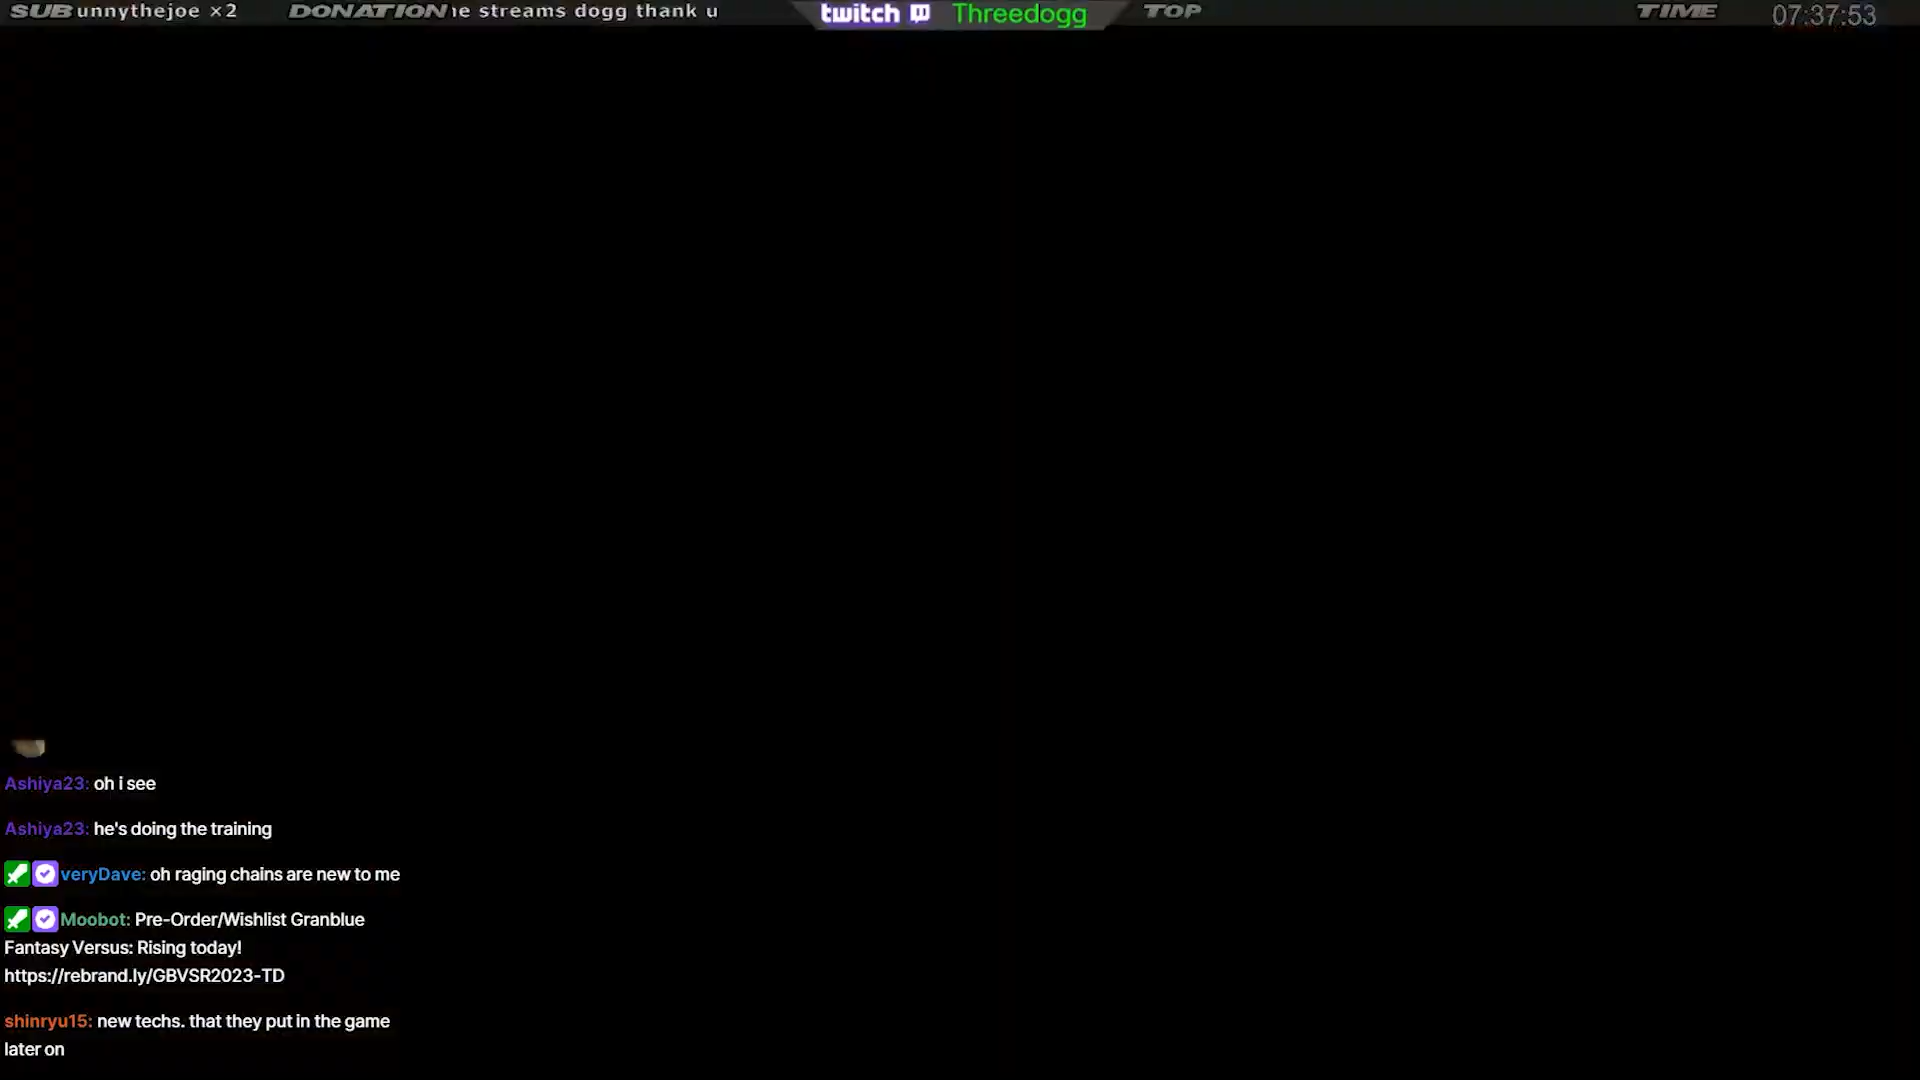 SUB unnythejoe ×2 DONATION e streams dogg thank u twitch Threedogg TOP TIME 07:37:53
Ashiya23: oh i see
Ashiya23: he's doing the training
veryDave: oh raging chains are new to me
Moobot: Pre-Order/Wishlist Granblue
Fantasy Versus: Rising today!
https://rebrand.ly/GBVSR2023-TD
shinryu15: new techs. that they put in the game
later on